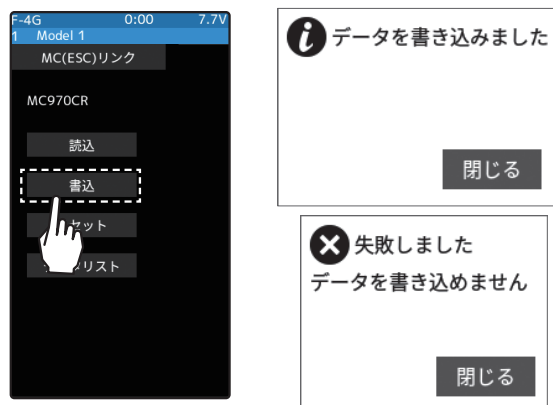 F-4G 0:00 7.7V
1 Model 1
MC(ESC)リンク
MC970CR
読込
書込
セット
リスト
データを書き込みました
閉じる
失敗しました
データを書き込めません
閉じる